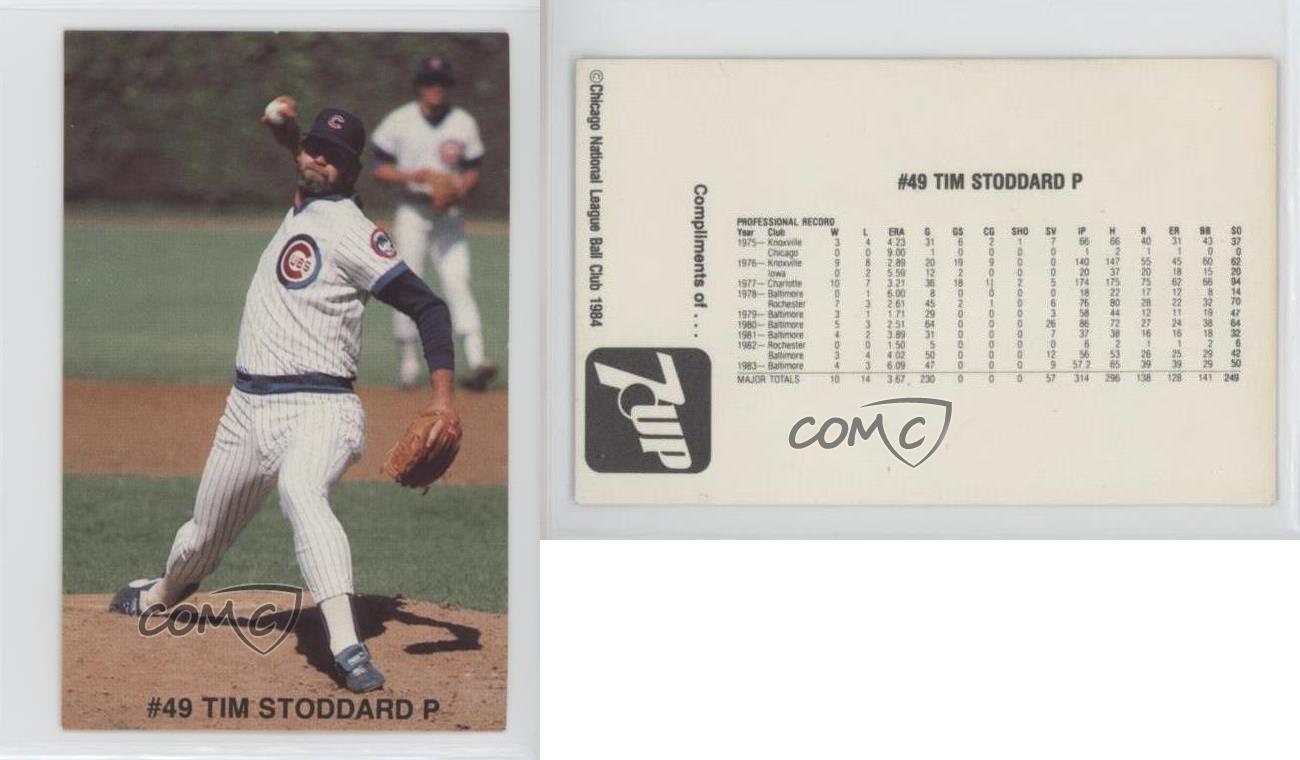 C
CUBS
COMC
#49 TIM STODDARD P
©Chicago National League Ball Club 1984
Compliments of . . .
7UP
#49 TIM STODDARD P
PROFESSIONAL RECORD
Year Club W L ERA G GS CG SHO SV IP H R ER BB SO
1975— Knoxville 3 4 4.23 31 6 2 1 7 66 66 40 31 43 37
Chicago 0 0 9.00 1 0 0 0 0 1 2 1 1 0 0
1976— Knoxville 9 8 2.89 20 19 9 0 0 140 147 55 45 60 62
Iowa 0 2 5.59 12 2 0 0 0 20 37 20 18 15 20
1977— Charlotte 10 7 3.21 36 18 11 2 5 174 175 75 62 66 94
1978— Baltimore 0 1 6.00 8 0 0 0 0 18 22 17 12 8 14
Rochester 7 3 2.61 45 2 1 0 6 76 80 28 22 32 70
1979— Baltimore 3 1 1.71 29 0 0 0 3 58 44 12 11 19 47
1980— Baltimore 5 3 2.51 64 0 0 0 26 86 72 27 24 38 64
1981— Baltimore 4 2 3.89 31 0 0 0 7 37 38 16 16 18 32
1982— Rochester 0 0 1.50 5 0 0 0 0 6 2 1 1 2 6
Baltimore 3 4 4.02 50 0 0 0 12 56 53 26 25 29 42
1983— Baltimore 4 3 6.09 47 0 0 0 9 57.2 65 39 39 29 50
MAJOR TOTALS 10 14 3.67 230 0 0 0 57 314 296 138 128 141 249
COMC